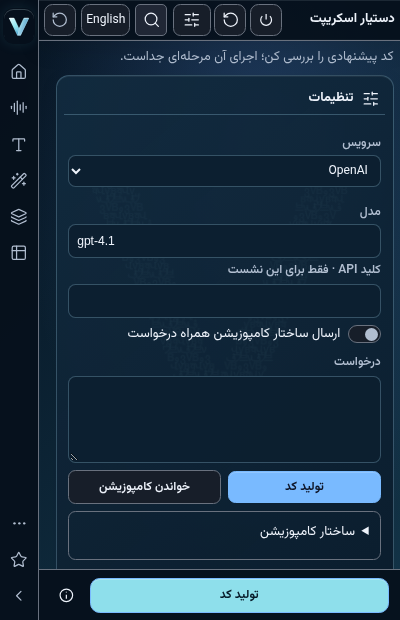 دستیار اسکریپت
English
کد پیشنهادی را بررسی کن؛ اجرای آن مرحله‌ای جداست.
تنظیمات
سرویس
OpenAI
مدل
gpt-4.1
کلید API · فقط برای این نشست
ارسال ساختار کامپوزیشن همراه درخواست
درخواست
تولید کد
خواندن کامپوزیشن
ساختار کامپوزیشن
تولید کد